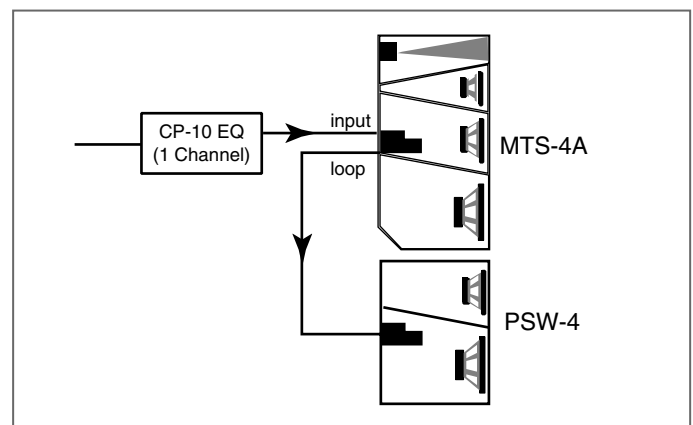 CP-10 EQ
(1 Channel)
input
loop
MTS-4A
PSW-4